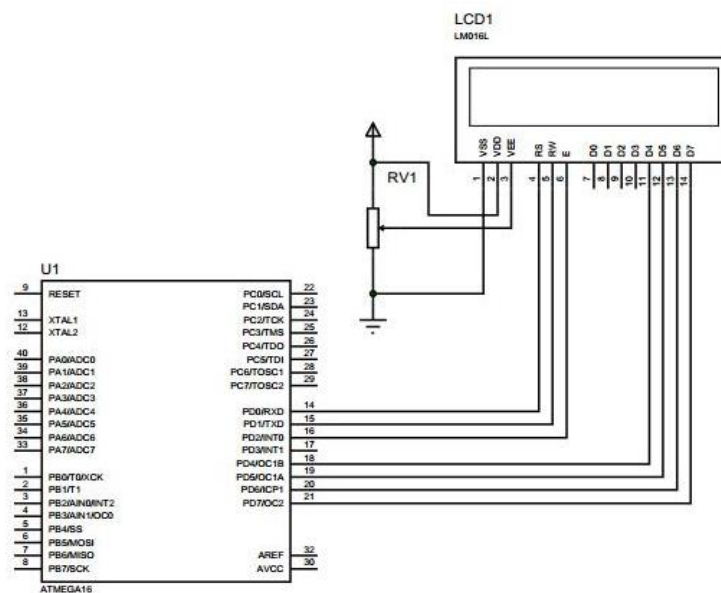 LCD1
LM016L
VSS
VDD
VEE
RS
RW
E
D0
D1
D2
D3
D4
D5
D6
D7
1
2
3
4
5
6
7
8
9
10
11
12
13
14
RV1
U1
9 RESET PC0/SCL 22
PC1/SDA 23
13 XTAL1 PC2/TCK 24
12 XTAL2 PC3/TMS 25
PC4/TDO 26
40 PA0/ADC0 PC5/TDI 27
39 PA1/ADC1 PC6/TOSC1 28
38 PA2/ADC2 PC7/TOSC2 29
37 PA3/ADC3
36 PA4/ADC4 PD0/RXD 14
35 PA5/ADC5 PD1/TXD 15
34 PA6/ADC6 PD2/INT0 16
33 PA7/ADC7 PD3/INT1 17
PD4/OC1B 18
1 PB0/T0/XCK PD5/OC1A 19
2 PB1/T1 PD6/ICP1 20
3 PB2/AIN0/INT2 PD7/OC2 21
4 PB3/AIN1/OC0
5 PB4/SS
6 PB5/MOSI
7 PB6/MISO AREF 32
8 PB7/SCK AVCC 30
ATMEGA16